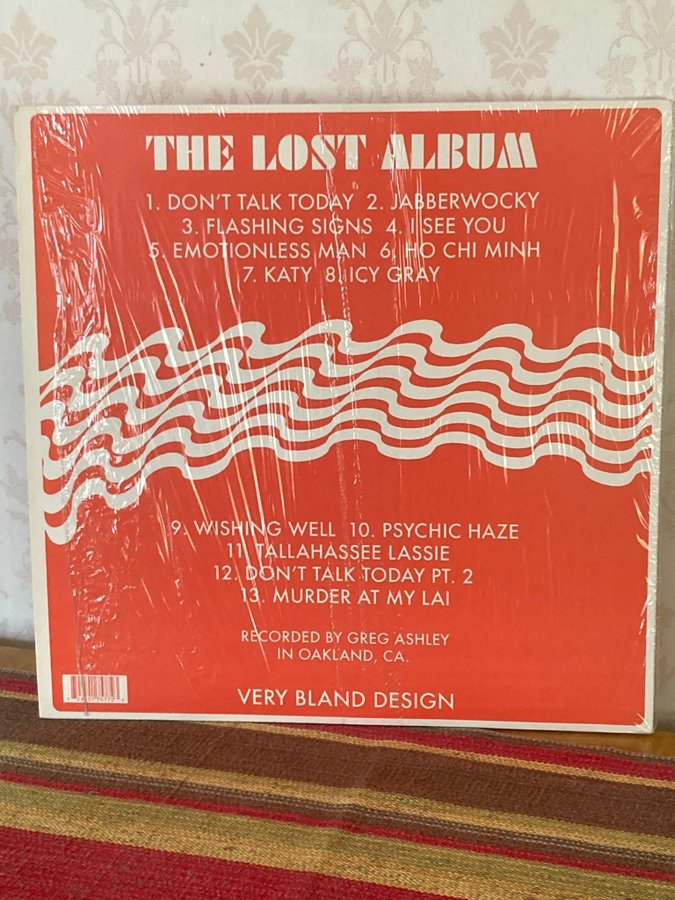 THE LOST ALBUM
1. DON'T TALK TODAY 2. JABBERWOCKY
3. FLASHING SIGNS 4. I SEE YOU
5. EMOTIONLESS MAN 6. HO CHI MINH
7. KATY 8. ICY GRAY
9. WISHING WELL 10. PSYCHIC HAZE
11. TALLAHASSEE LASSIE
12. DON'T TALK TODAY PT. 2
13. MURDER AT MY LAI
RECORDED BY GREG ASHLEY
IN OAKLAND, CA.
VERY BLAND DESIGN